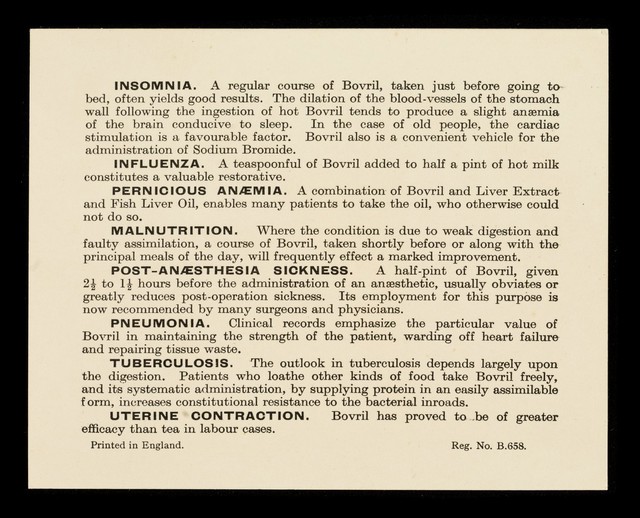 INSOMNIA. A regular course of Bovril, taken just before going to
bed, often yields good results. The dilation of the blood-vessels of the stomach
wall following the ingestion of hot Bovril tends to produce a slight anæmia
of the brain conducive to sleep. In the case of old people, the cardiac
stimulation is a favourable factor. Bovril also is a convenient vehicle for the
administration of Sodium Bromide.
INFLUENZA. A teaspoonful of Bovril added to half a pint of hot milk
constitutes a valuable restorative.
PERNICIOUS ANÆMIA. A combination of Bovril and Liver Extract
and Fish Liver Oil, enables many patients to take the oil, who otherwise could
not do so.
MALNUTRITION. Where the condition is due to weak digestion and
faulty assimilation, a course of Bovril, taken shortly before or along with the
principal meals of the day, will frequently effect a marked improvement.
POST-ANÆSTHESIA SICKNESS. A half-pint of Bovril, given
2½ to 1½ hours before the administration of an anæsthetic, usually obviates or
greatly reduces post-operation sickness. Its employment for this purpose is
now recommended by many surgeons and physicians.
PNEUMONIA. Clinical records emphasize the particular value of
Bovril in maintaining the strength of the patient, warding off heart failure
and repairing tissue waste.
TUBERCULOSIS. The outlook in tuberculosis depends largely upon
the digestion. Patients who loathe other kinds of food take Bovril freely,
and its systematic administration, by supplying protein in an easily assimilable
form, increases constitutional resistance to the bacterial inroads.
UTERINE CONTRACTION. Bovril has proved to be of greater
efficacy than tea in labour cases.
Printed in England. Reg. No. B.658.